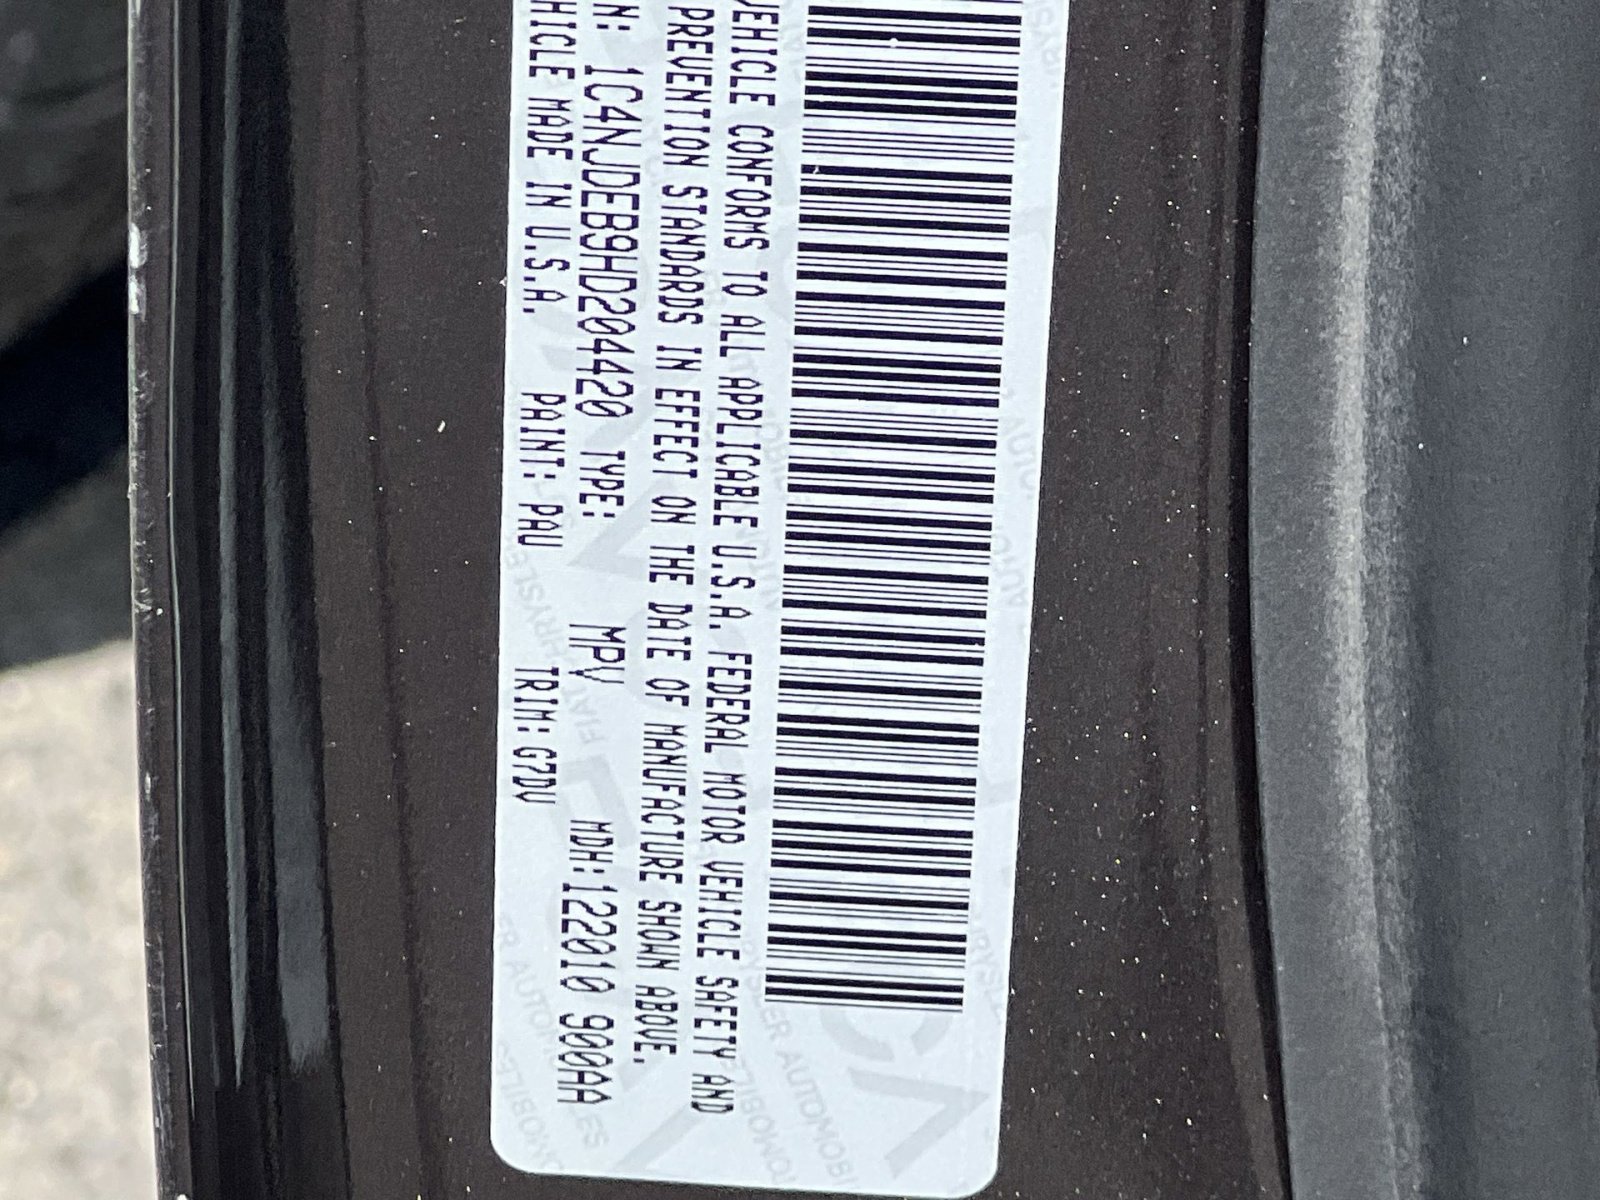 VEHICLE CONFORMS TO ALL APPLICABLE U.S.A. FEDERAL MOTOR VEHICLE SAFETY AND
PREVENTION STANDARDS IN EFFECT ON THE DATE OF MANUFACTURE SHOWN ABOVE.
N: 1C4NJDEB9HD204420 TYPE: MPV MDH:122010 900AA
HICLE MADE IN U.S.A. PAINT: PAU TRIM: G7DV